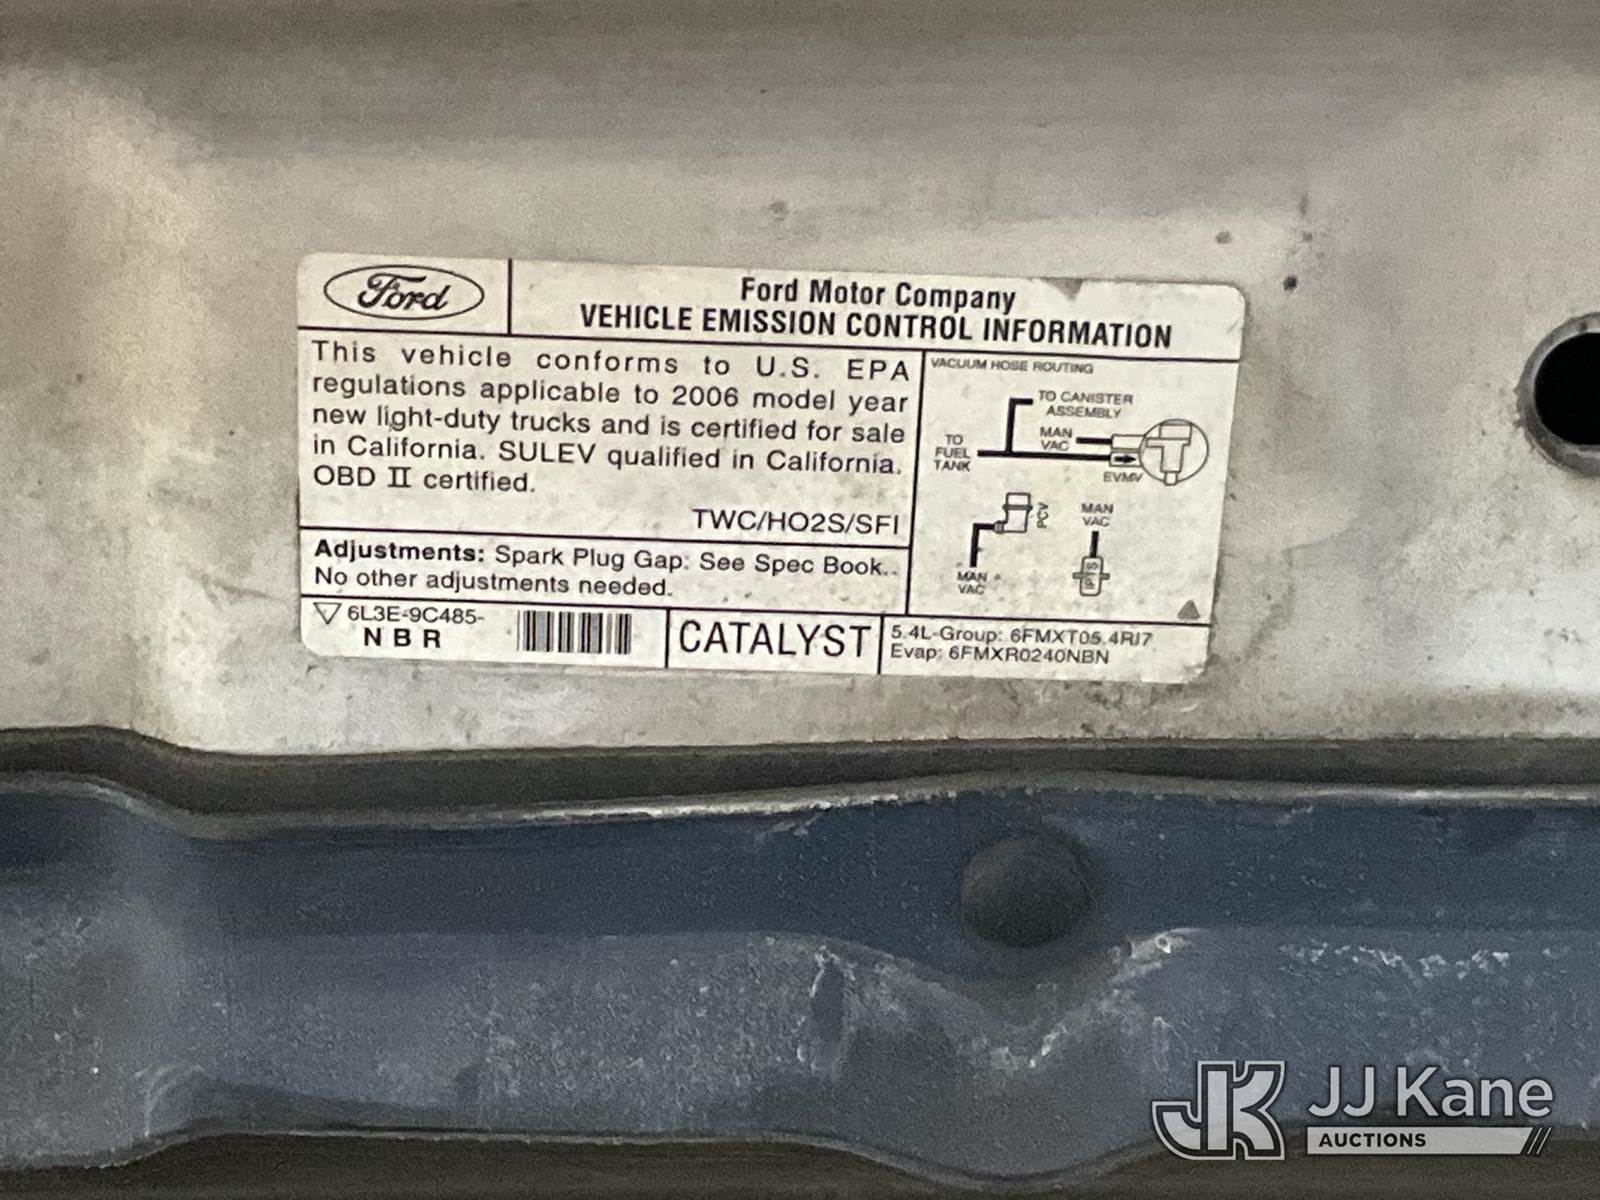 Ford
Ford Motor Company
VEHICLE EMISSION CONTROL INFORMATION
This vehicle conforms to U.S. EPA
regulations applicable to 2006 model year
new light-duty trucks and is certified for sale
in California. SULEV qualified in California.
OBD II certified.
TWC/HO2S/SFI
Adjustments: Spark Plug Gap: See Spec Book.
No other adjustments needed.
6L3E-9C485-
NBR
CATALYST
5.4L-Group: 6FMXT05.4RJ7
Evap: 6FMXR0240NBN
VACUUM HOSE ROUTING
TO CANISTER
ASSEMBLY
MAN
VAC
TO
FUEL
TANK
EVMV
PCV
MAN
VAC
MAN
VAC
JK
JJ Kane
AUCTIONS